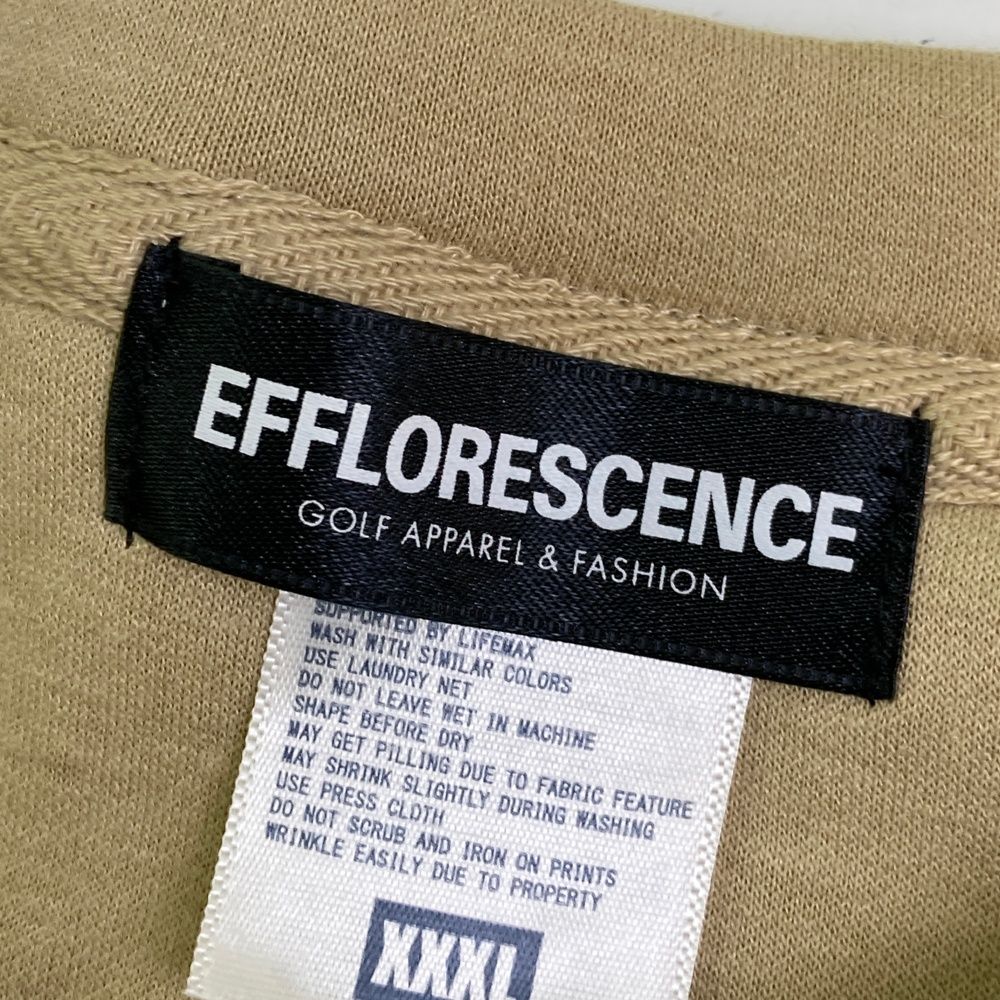 EFFLORESCENCE
GOLF APPAREL & FASHION
SUPPORTED BY LIFEMAX
WASH WITH SIMILAR COLORS
USE LAUNDRY NET
DO NOT LEAVE WET IN MACHINE
SHAPE BEFORE DRY
MAY GET PILLING DUE TO FABRIC FEATURE
MAY SHRINK SLIGHTLY DURING WASHING
USE PRESS CLOTH
DO NOT SCRUB AND IRON ON PRINTS
WRINKLE EASILY DUE TO PROPERTY
XXXL